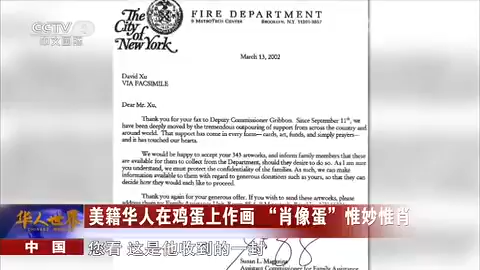 CCTV
中文国际
The
City of
New York
FIRE DEPARTMENT
9 METROTECH CENTER
BROOKLYN, N.Y. 11201-3857
March 13, 2002
David Xu
VIA FACSIMILE
Dear Mr. Xu,
Thank you for your fax to Deputy Commissioner Gribbon. Since September 11th, we
have been deeply moved by the tremendous outpouring of support from across the country
and around world. That support has come in every form— cards, art, funds, and simply prayers—
and it has touched our hearts.
We would be happy to accept your 343 artworks, and inform family members that these
are available for them to collect from the Department, should they desire to do so. As I am sure
you understand, we must protect the confidentiality of the families. As such, we can make
information available to them with regard to generous donations such as yours, so that they can
decide how they would each like to proceed.
Thank you again for your generous offer. If you wish to send these artworks, please
华人世界
美籍华人在鸡蛋上作画 “肖像蛋”惟妙惟肖
中国
您看 这是他收到的一封
Susan L. Magazine
Assistant Commissioner for Family Assistance